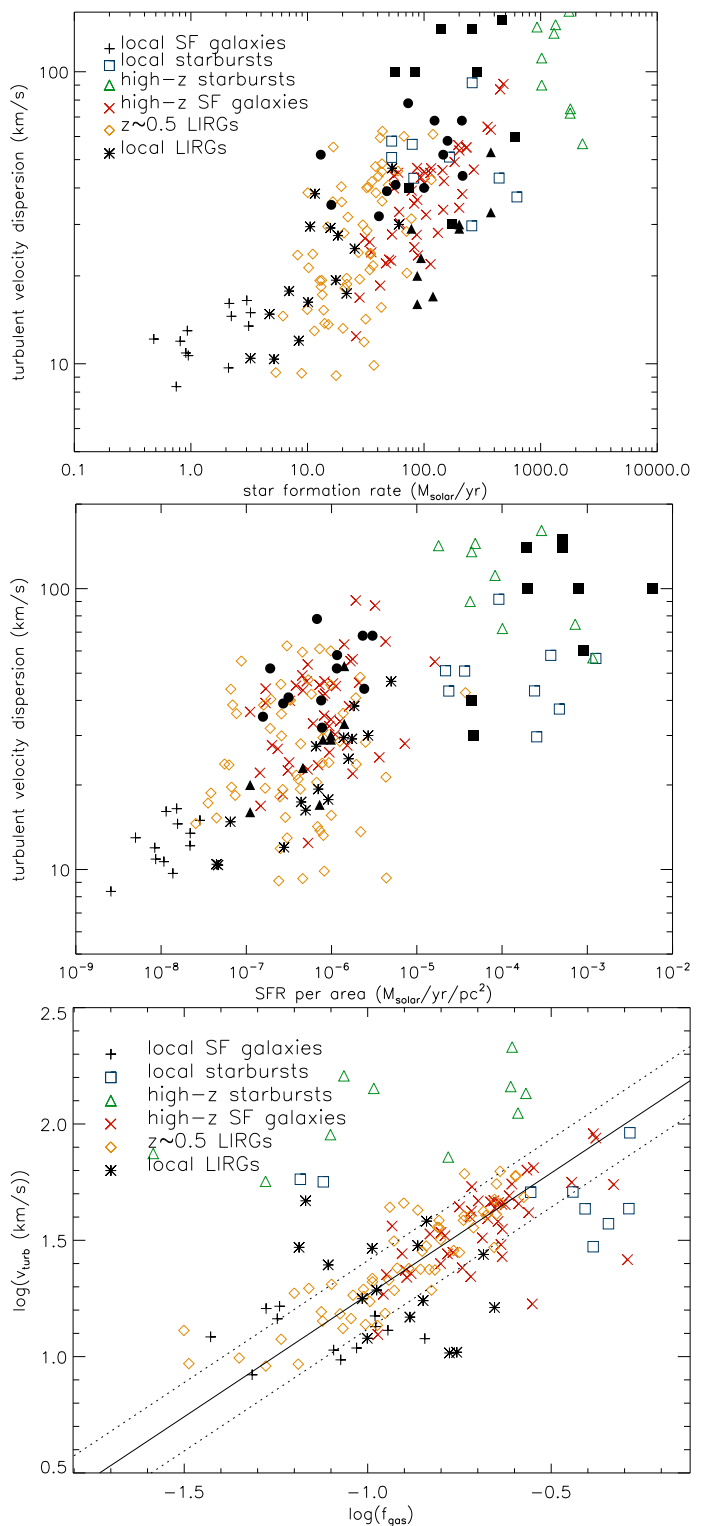 turbulent velocity dispersion (km/s)
100
10
local SF galaxies
local starbursts
high−z starbursts
high−z SF galaxies
z~0.5 LIRGs
local LIRGs
0.1 1.0 10.0 100.0 1000.0 10000.0
star formation rate (M_solar/yr)
turbulent velocity dispersion (km/s)
100
10
10^−9 10^−8 10^−7 10^−6 10^−5 10^−4 10^−3 10^−2
SFR per area (M_solar/yr/pc^2)
log(v_turb (km/s))
2.5
2.0
1.5
1.0
0.5
local SF galaxies
local starbursts
high−z starbursts
high−z SF galaxies
z~0.5 LIRGs
local LIRGs
−1.5 −1.0 −0.5
log(f_gas)